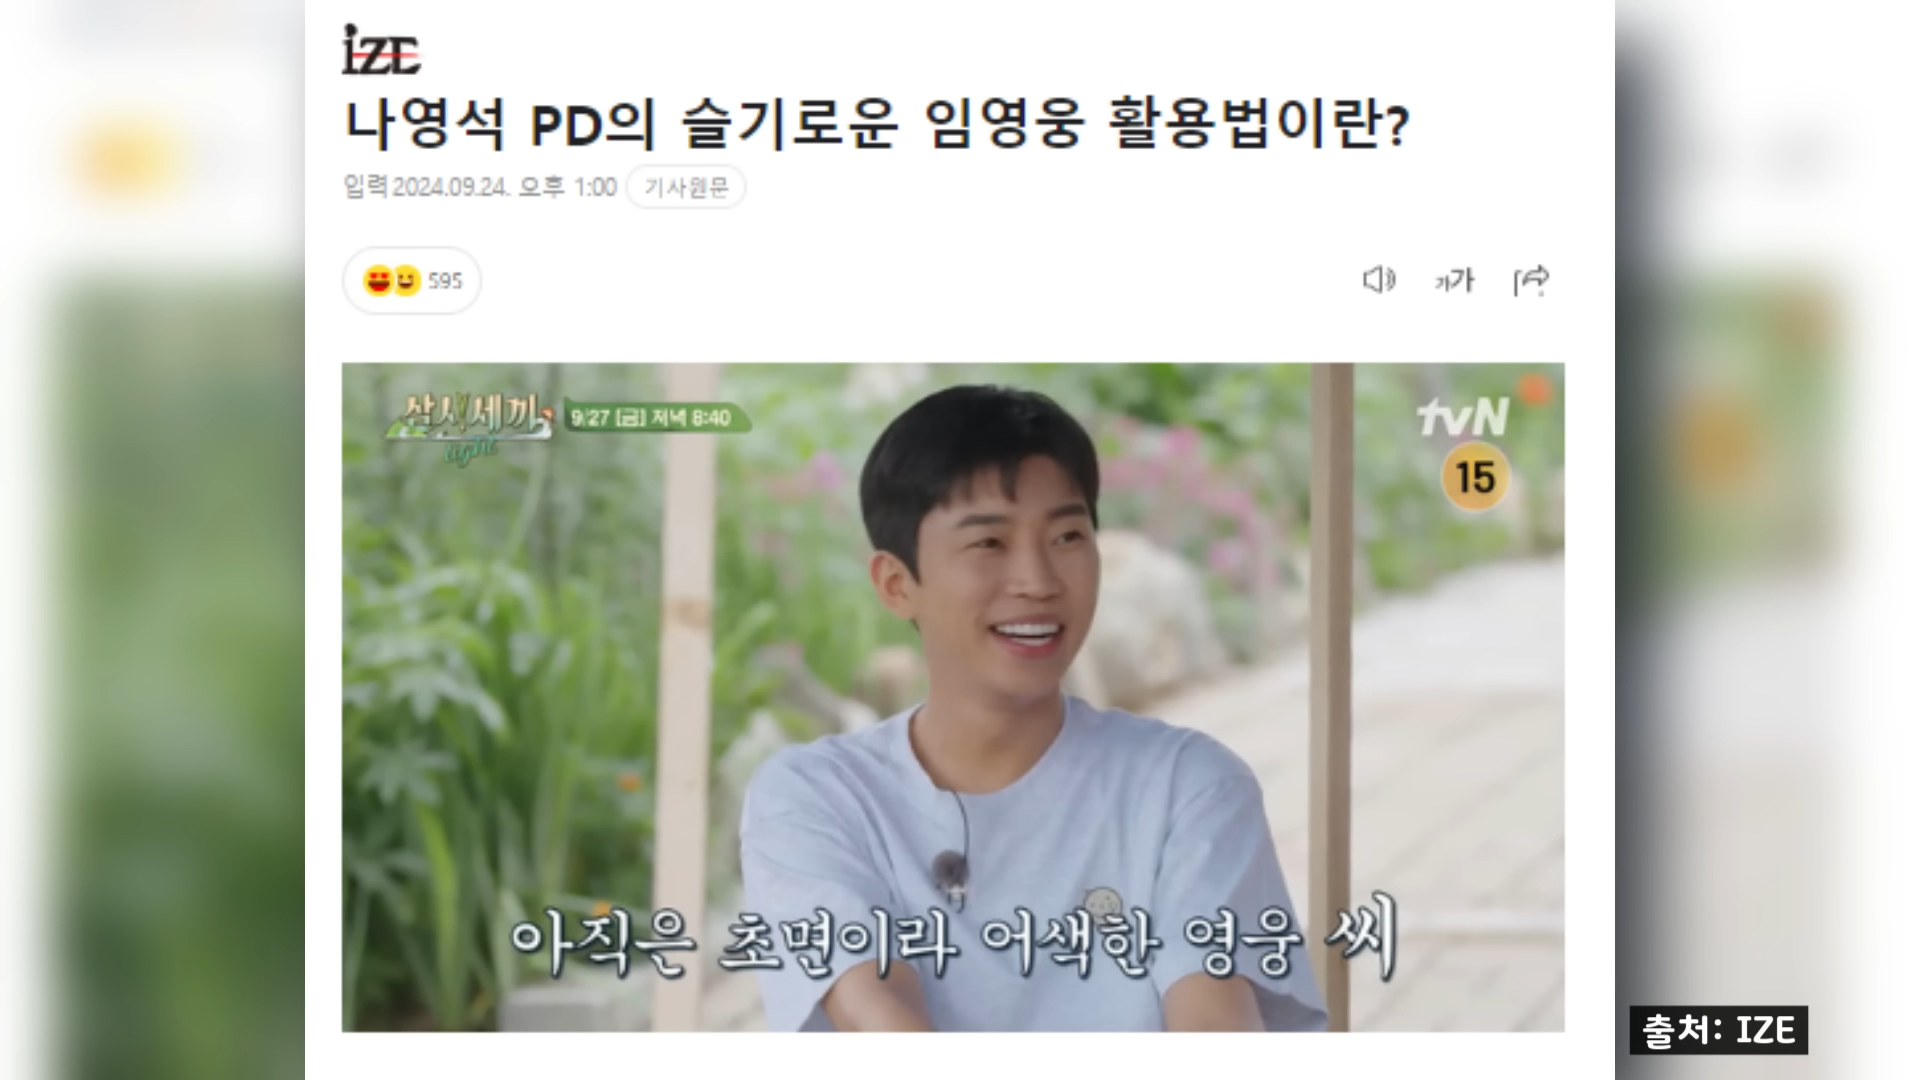 iZE
나영석 PD의 슬기로운 임영웅 활용법이란?
입력 2024.09.24. 오후 1:00 기사원문
595
가가
삼시세끼 9/27 [금] 저녁 8:40
light
tvN
15
아직은 초면이라 어색한 영웅 씨
출처: IZE